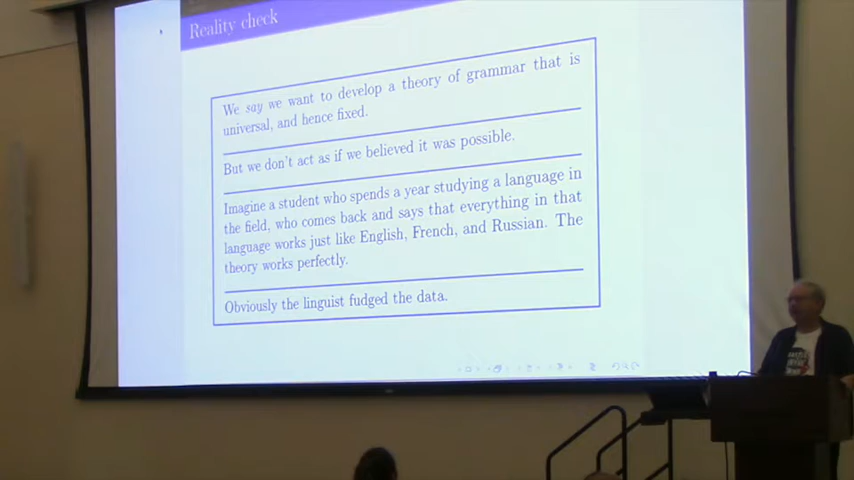 Reality check
We say we want to develop a theory of grammar that is
universal, and hence fixed.
But we don't act as if we believed it was possible.
Imagine a student who spends a year studying a language in
the field, who comes back and says that everything in that
language works just like English, French, and Russian. The
theory works perfectly.
Obviously the linguist fudged the data.